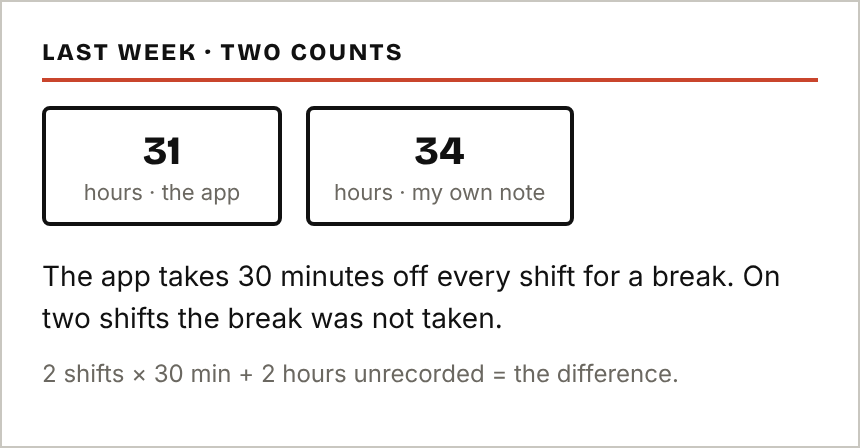 LAST WEEK · TWO COUNTS
31
hours · the app
34
hours · my own note
The app takes 30 minutes off every shift for a break. On
two shifts the break was not taken.
2 shifts × 30 min + 2 hours unrecorded = the difference.